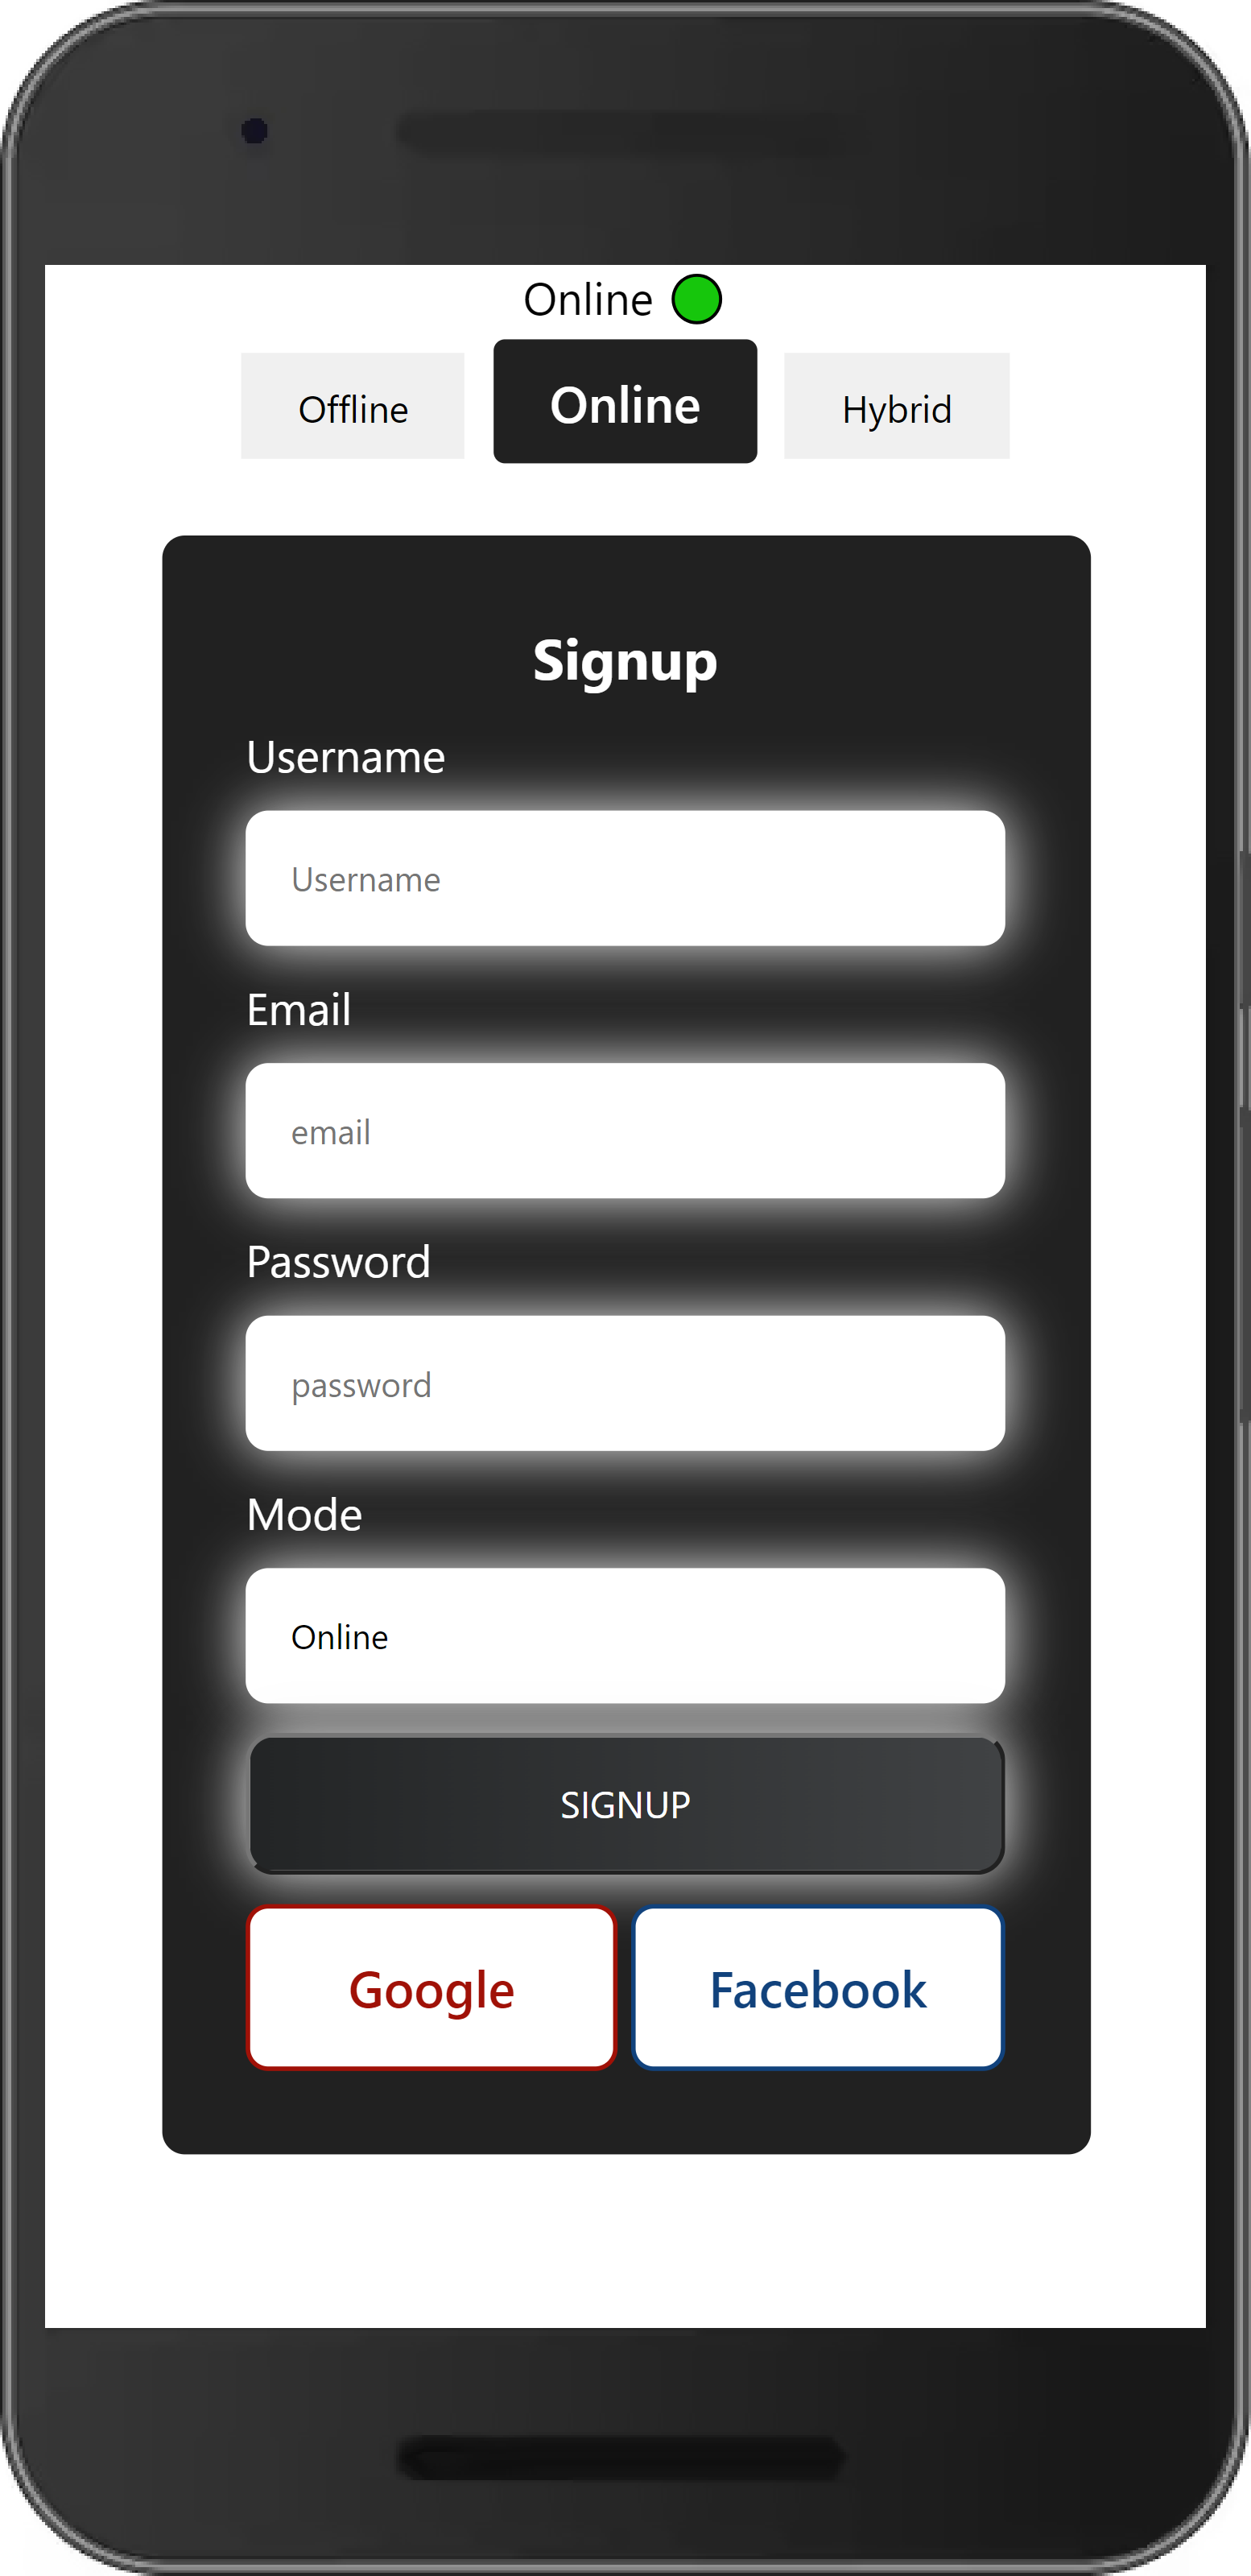 Online
Offline Online Hybrid
Signup
Username
Username
Email
email
Password
password
Mode
Online
SIGNUP
Google Facebook